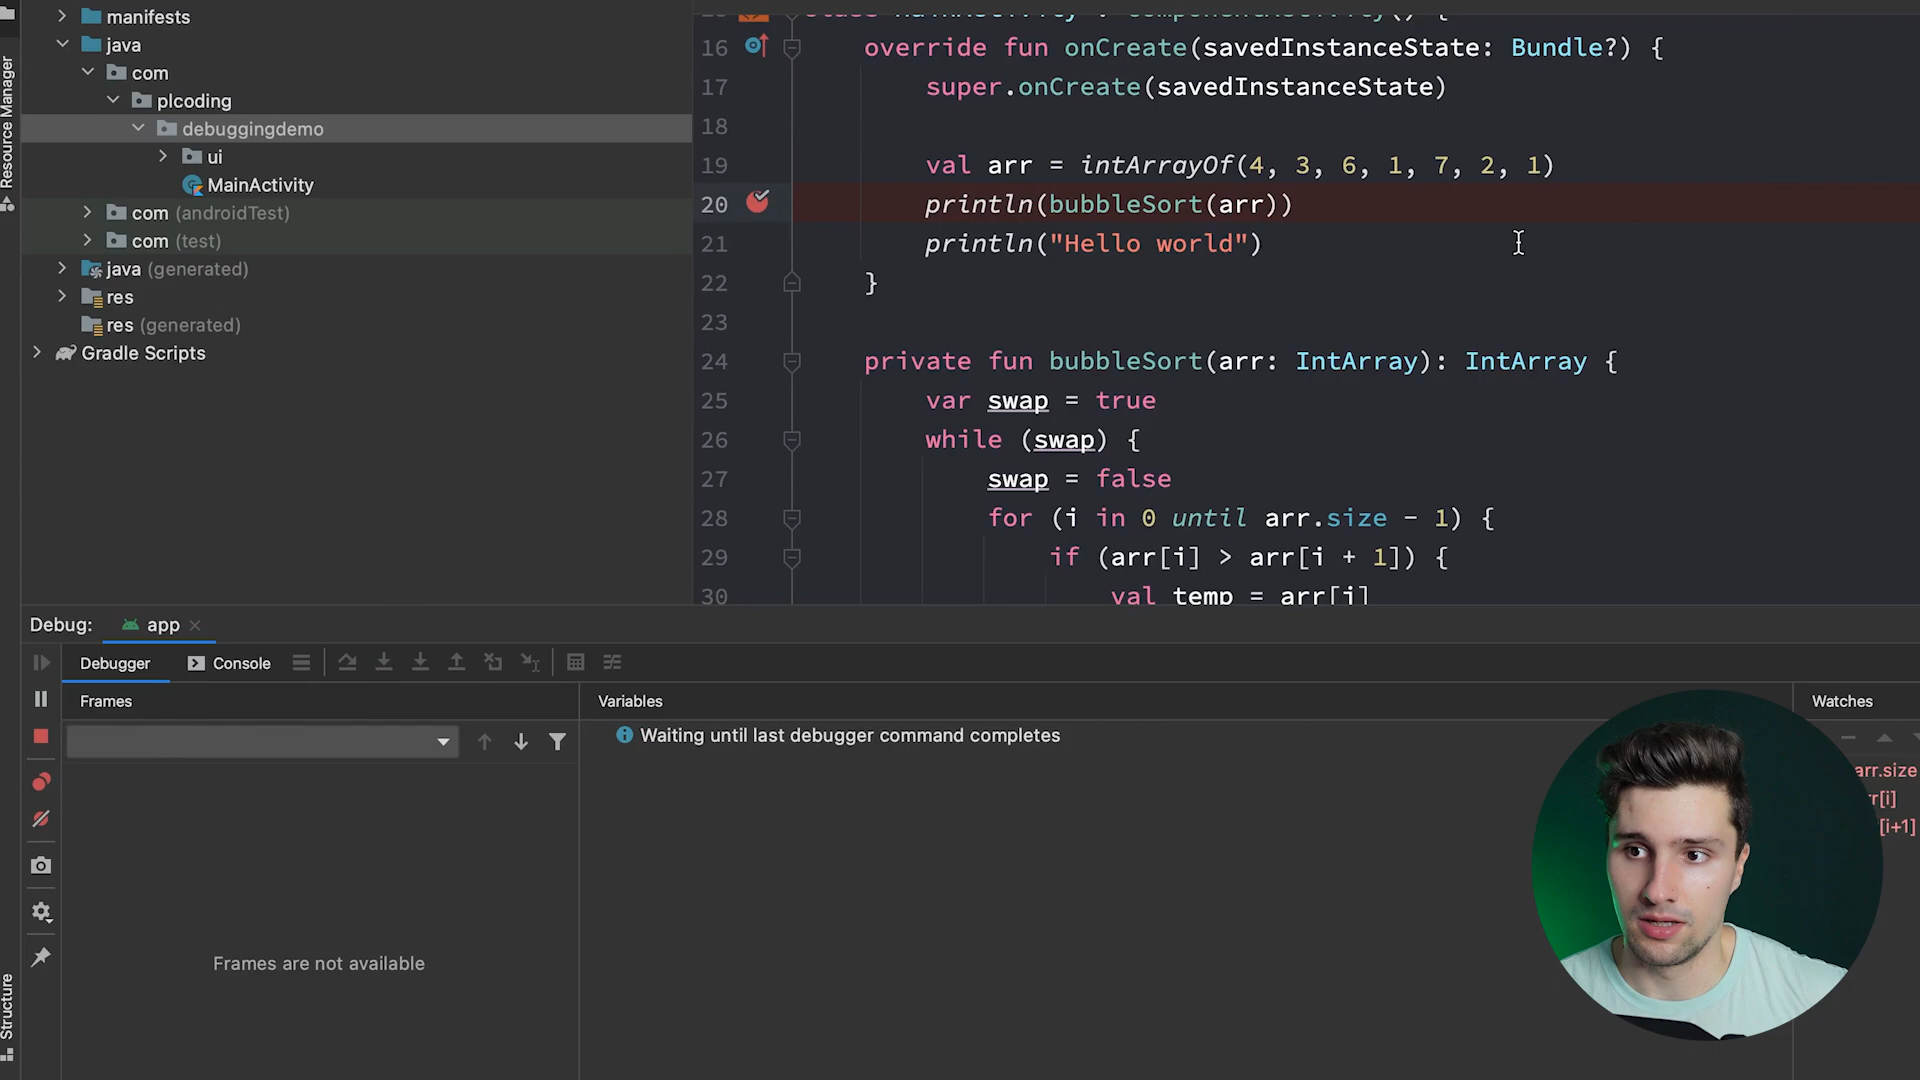 manifests
java
com
plcoding
debuggingdemo
ui
MainActivity
com (androidTest)
com (test)
java (generated)
res
res (generated)
Gradle Scripts
Resource Manager
Structure
16 override fun onCreate(savedInstanceState: Bundle?) {
17 super.onCreate(savedInstanceState)
18
19 val arr = intArrayOf(4, 3, 6, 1, 7, 2, 1)
20 println(bubbleSort(arr))
21 println("Hello world")
22 }
23
24 private fun bubbleSort(arr: IntArray): IntArray {
25 var swap = true
26 while (swap) {
27 swap = false
28 for (i in 0 until arr.size - 1) {
29 if (arr[i] > arr[i + 1]) {
30 val temp = arr[i]
Debug: app
Debugger Console
Frames Variables Watches
Waiting until last debugger command completes
Frames are not available
arr.size
r[i]
[i+1]